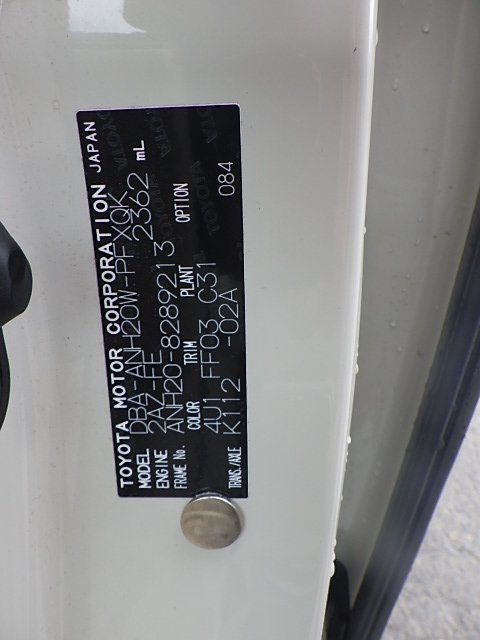 TOYOTA MOTOR CORPORATION JAPAN
MODEL DBA-ANH20W-PFXQK
ENGINE 2AZ-FE 2362 mL
FRAME No. ANH20-8289213
COLOR TRIM PLANT OPTION
4U1 FF03 C31 084
TRANS./AXLE K112 -02A